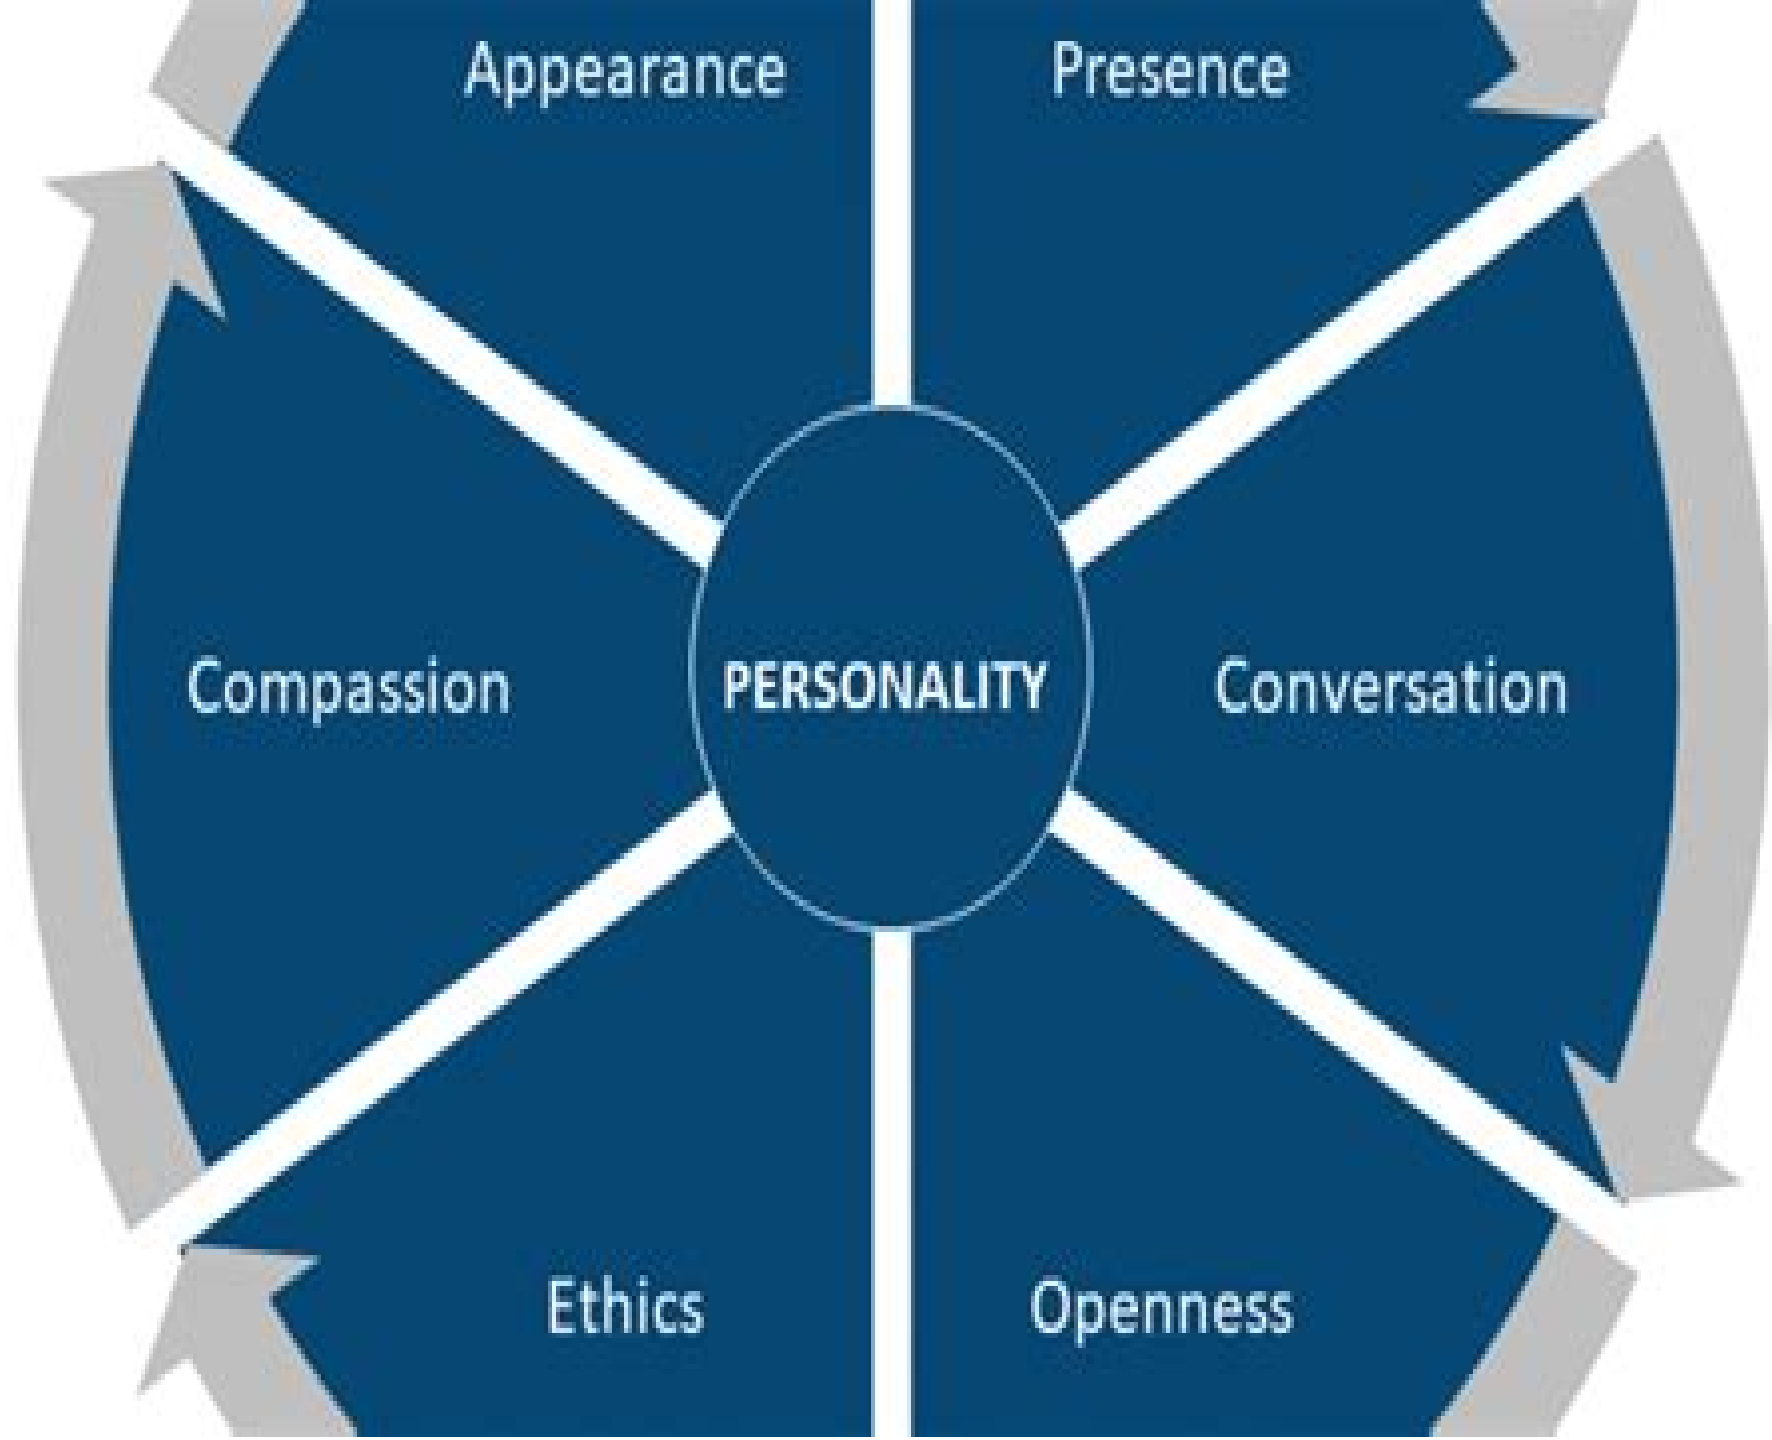 Appearance
Presence
Compassion
PERSONALITY
Conversation
Ethics
Openness